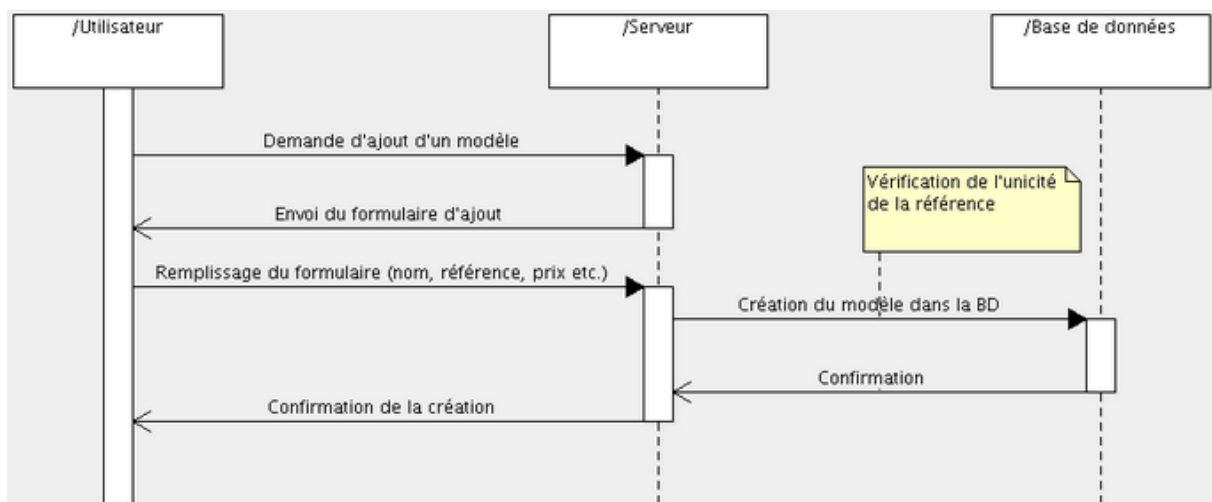 /Utilisateur
/Serveur
/Base de données
Demande d'ajout d'un modèle
Vérification de l'unicité
de la référence
Envoi du formulaire d'ajout
Remplissage du formulaire (nom, référence, prix etc.)
Création du modèle dans la BD
Confirmation
Confirmation de la création